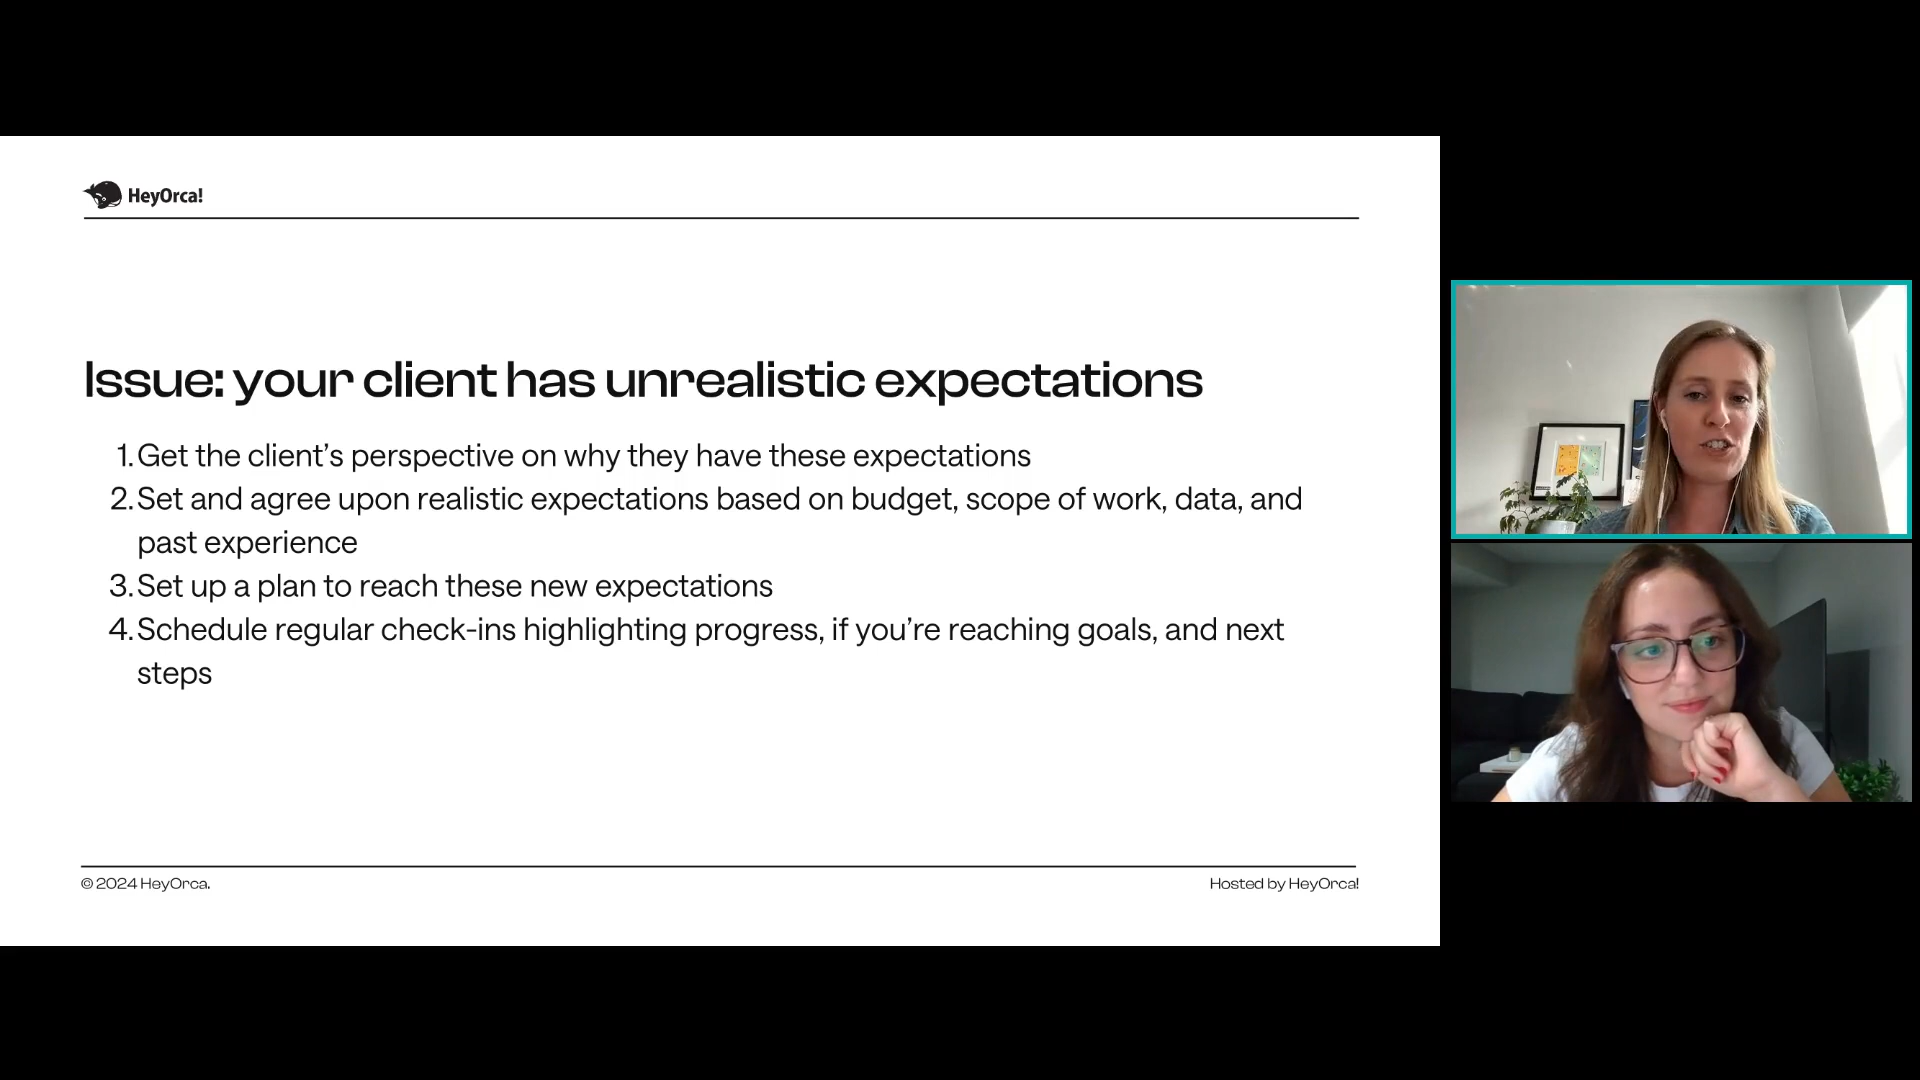 HeyOrca!
Issue: your client has unrealistic expectations
1. Get the client’s perspective on why they have these expectations
2. Set and agree upon realistic expectations based on budget, scope of work, data, and
past experience
3. Set up a plan to reach these new expectations
4. Schedule regular check-ins highlighting progress, if you’re reaching goals, and next
steps
© 2024 HeyOrca.
Hosted by HeyOrca!